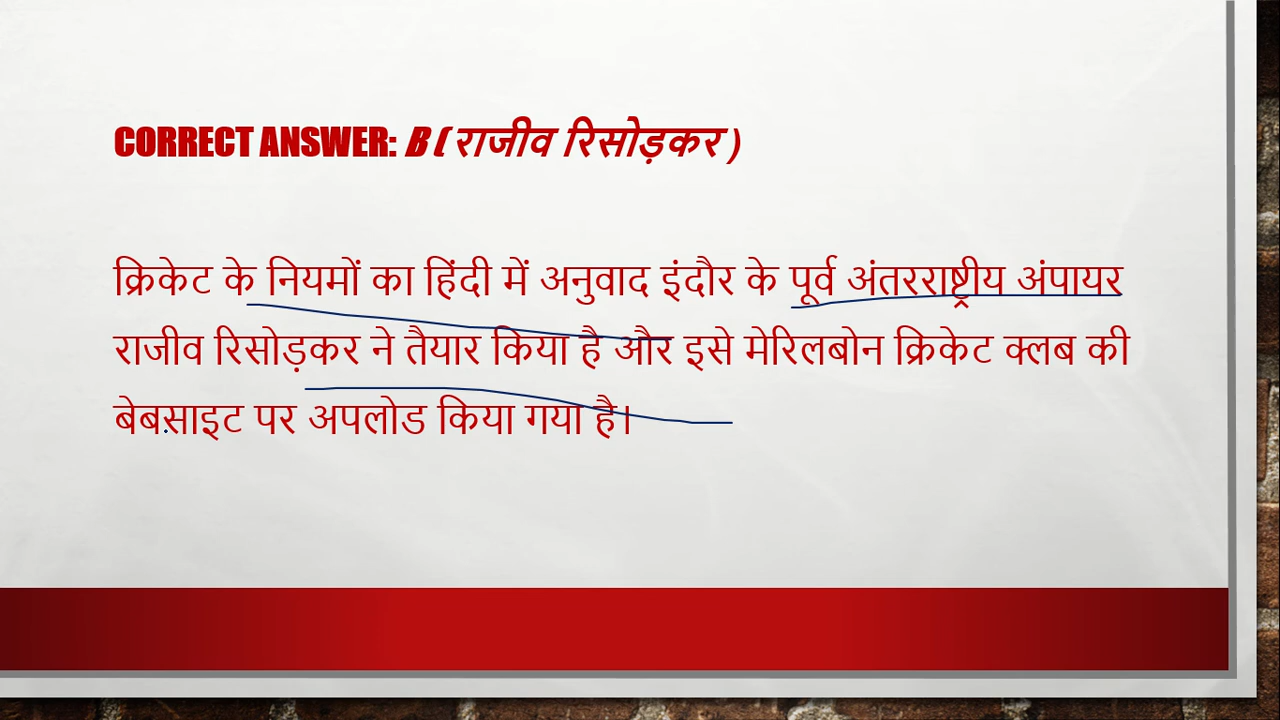 CORRECT ANSWER: B ( राजीव रिसोड़कर )
क्रिकेट के नियमों का हिंदी में अनुवाद इंदौर के पूर्व अंतरराष्ट्रीय अंपायर
राजीव रिसोड़कर ने तैयार किया है और इसे मेरिलबोन क्रिकेट क्लब की
बेबसाइट पर अपलोड किया गया है।